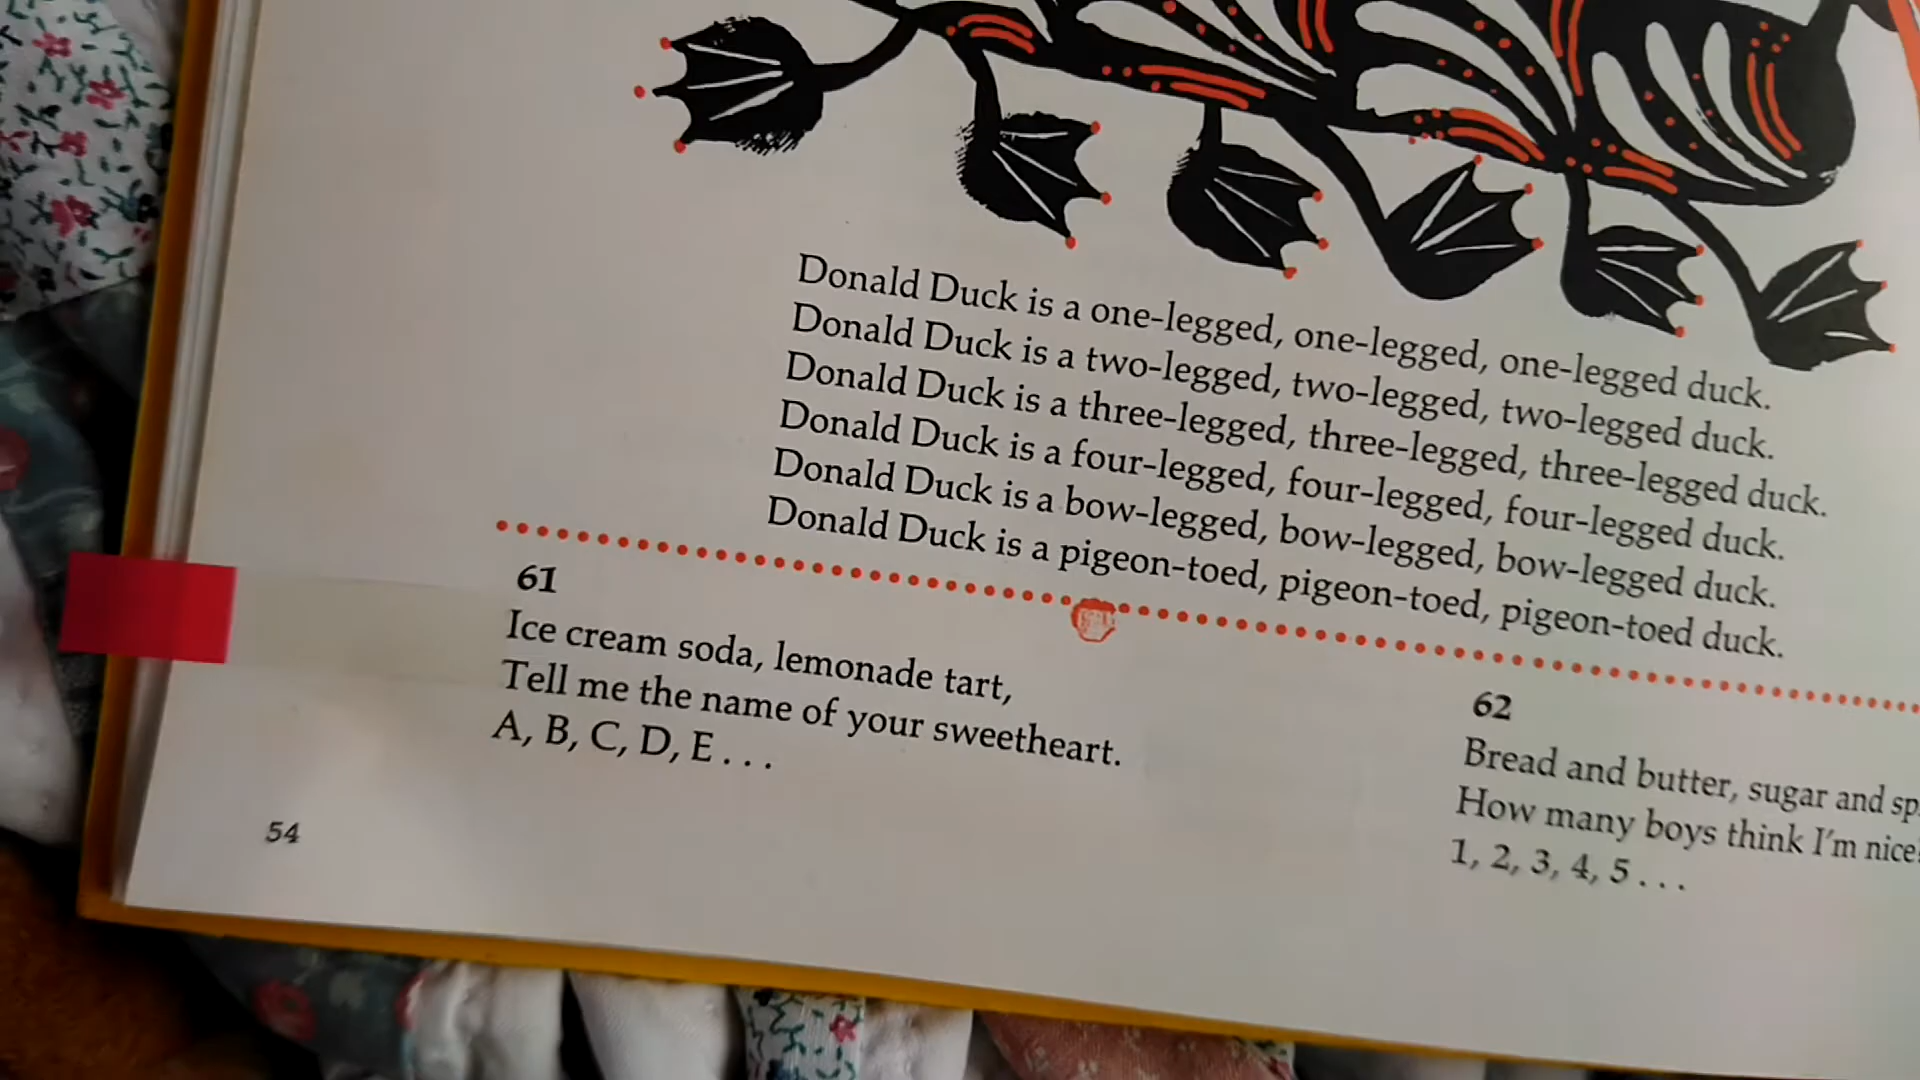 Donald Duck is a one-legged, one-legged, one-legged duck.
Donald Duck is a two-legged, two-legged, two-legged duck.
Donald Duck is a three-legged, three-legged, three-legged duck.
Donald Duck is a four-legged, four-legged, four-legged duck.
Donald Duck is a bow-legged, bow-legged, bow-legged duck.
Donald Duck is a pigeon-toed, pigeon-toed, pigeon-toed duck.
61
Ice cream soda, lemonade tart,
Tell me the name of your sweetheart.
A, B, C, D, E . . .
62
Bread and butter, sugar and
How many boys think I'm nice?
1, 2, 3, 4, 5 . . .
54